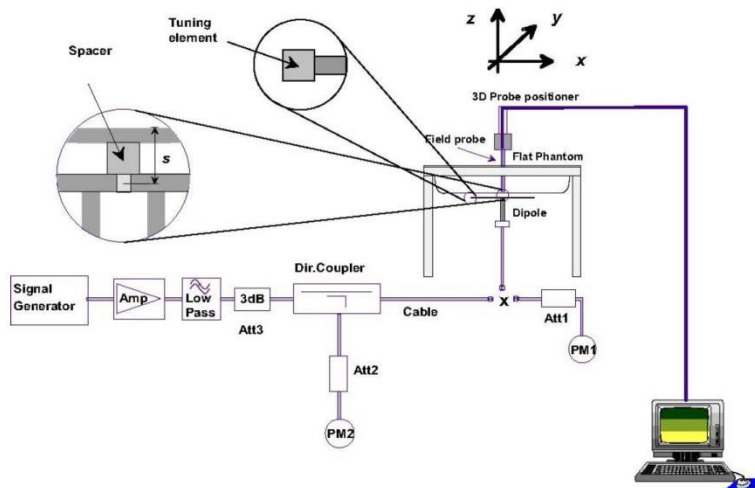 Tuning
element
Spacer
s
z
y
x
3D Probe positioner
Field probe
Flat Phantom
Dipole
Dir.Coupler
Signal
Generator
Amp
Low
Pass
3dB
Att3
Cable
x
Att1
PM1
Att2
PM2